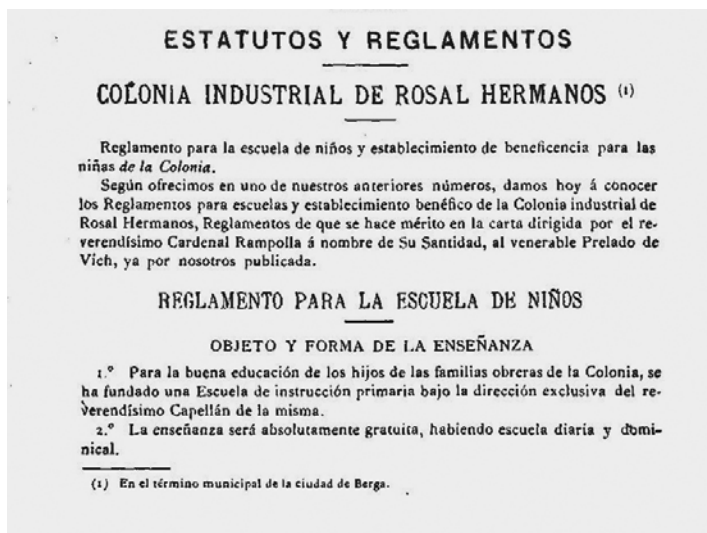 ESTATUTOS Y REGLAMENTOS
COLONIA INDUSTRIAL DE ROSAL HERMANOS (1)
Reglamento para la escuela de niños y establecimiento de beneficencia para las
niñas de la Colonia.
Según ofrecimos en uno de nuestros anteriores números, damos hoy á conocer
los Reglamentos para escuelas y establecimiento benéfico de la Colonia industrial de
Rosal Hermanos, Reglamentos de que se hace mérito en la carta dirigida por el re-
verendísimo Cardenal Rampolla á nombre de Su Santidad, al venerable Prelado de
Vich, ya por nosotros publicada.
REGLAMENTO PARA LA ESCUELA DE NIÑOS
OBJETO Y FORMA DE LA ENSEÑANZA
1.º Para la buena educación de los hijos de las familias obreras de la Colonia, se
ha fundado una Escuela de instrucción primaria bajo la dirección exclusiva del re-
verendísimo Capellán de la misma.
2.º La enseñanza será absolutamente gratuita, habiendo escuela diaria y domi-
nical.
(1) En el término municipal de la ciudad de Berga.